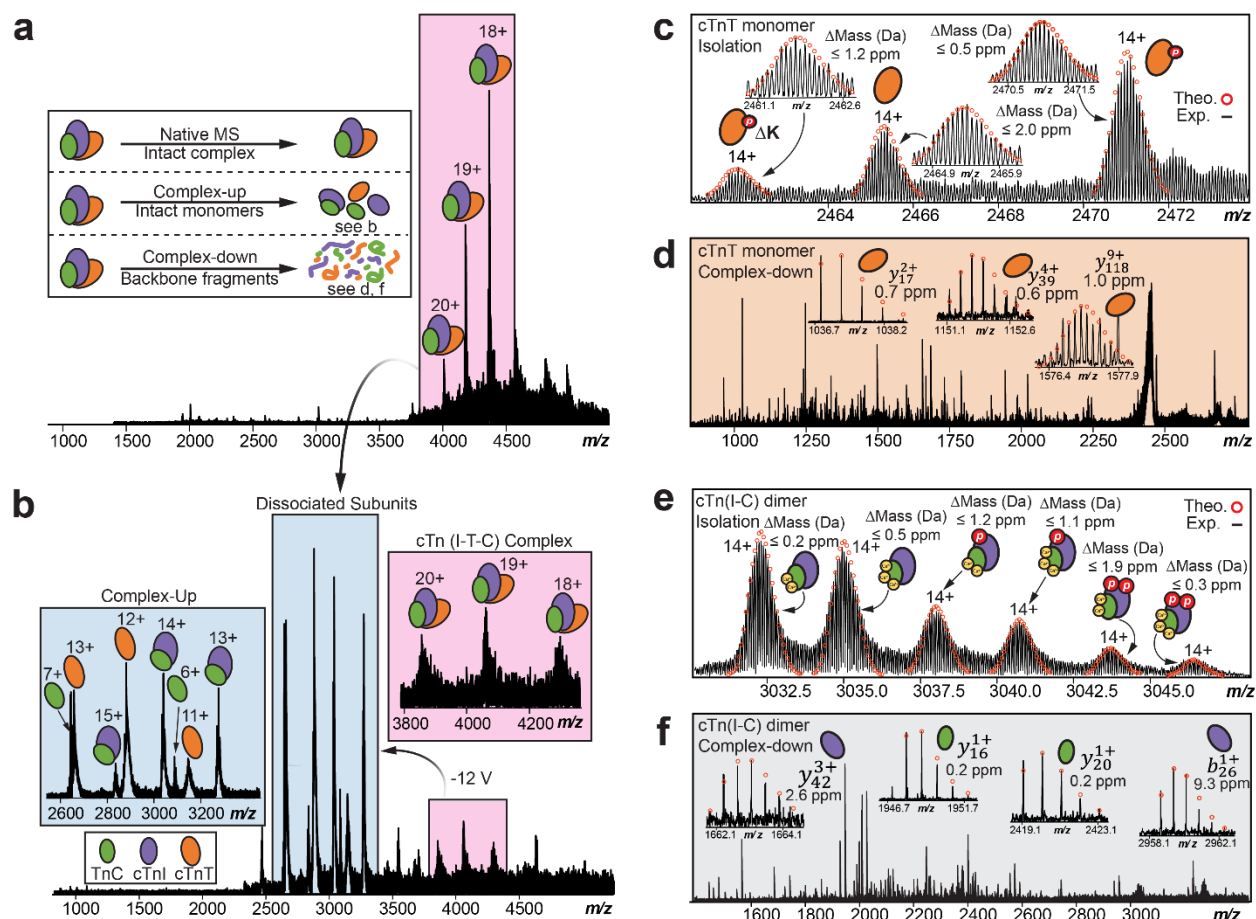 a
18+
19+
20+
Native MS
Intact complex
Complex-up
Intact monomers
see b
Complex-down
Backbone fragments
see d, f
1000 1500 2000 2500 3000 3500 4000 4500 m/z
b
Dissociated Subunits
Complex-Up
7+
13+
15+
12+
14+
6+
11+
13+
2600 2800 3000 3200 m/z
TnC cTnI cTnT
cTn (I-T-C) Complex
20+
19+
18+
3800 4000 4200 m/z
-12 V
1000 1500 2000 2500 3000 3500 4000 4500 m/z
c
cTnT monomer
Isolation
ΔMass (Da)
≤ 1.2 ppm
ΔMass (Da)
≤ 0.5 ppm
ΔMass (Da)
≤ 2.0 ppm
2461.1 m/z 2462.6
2464.9 m/z 2465.9
2470.5 m/z 2471.5
p
ΔK
14+
14+
14+
p
Theo.
Exp.
2464 2466 2468 2470 2472 m/z
d
cTnT monomer
Complex-down
y17 2+
0.7 ppm
1036.7 m/z 1038.2
y39 4+
0.6 ppm
1151.1 m/z 1152.6
y118 9+
1.0 ppm
1576.4 m/z 1577.9
1000 1250 1500 1750 2000 2250 2500 m/z
e
cTn(I-C) dimer
Isolation
ΔMass (Da)
≤ 0.2 ppm
ΔMass (Da)
≤ 0.5 ppm
ΔMass (Da)
≤ 1.2 ppm
ΔMass (Da)
≤ 1.1 ppm
ΔMass (Da)
≤ 1.9 ppm
ΔMass (Da)
≤ 0.3 ppm
Theo.
Exp.
14+
14+
14+
14+
14+
14+
p
p
p p
p p
3032.5 3035.0 3037.5 3040.0 3042.5 3045.0 m/z
f
cTn(I-C) dimer
Complex-down
y42 3+
2.6 ppm
1662.1 m/z 1664.1
y16 1+
0.2 ppm
1946.7 m/z 1951.7
y20 1+
0.2 ppm
2419.1 m/z 2423.1
b26 1+
9.3 ppm
2958.1 m/z 2962.1
1600 1800 2000 2200 2400 2600 2800 3000 m/z